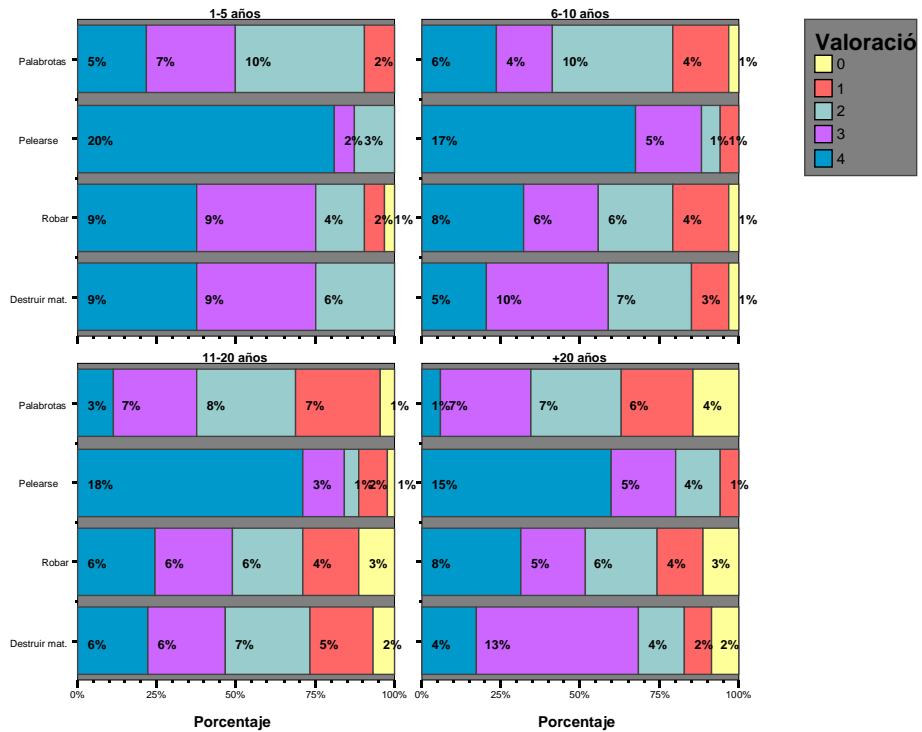 1-5 años
Palabrotas 5% 7% 10% 2%
Pelearse 20% 2% 3%
Robar 9% 9% 4% 2% 1%
Destruir mat. 9% 9% 6%
6-10 años
6% 4% 10% 4% 1%
17% 5% 1% 1%
8% 6% 6% 4% 1%
5% 10% 7% 3% 1%
Valoració
0
1
2
3
4
11-20 años
Palabrotas 3% 7% 8% 7% 1%
Pelearse 18% 3% 1% 2% 1%
Robar 6% 6% 6% 4% 3%
Destruir mat. 6% 6% 7% 5% 2%
0% 25% 50% 75% 100%
Porcentaje
+20 años
1% 7% 7% 6% 4%
15% 5% 4% 1%
8% 5% 6% 4% 3%
4% 13% 4% 2% 2%
0% 25% 50% 75% 100%
Porcentaje